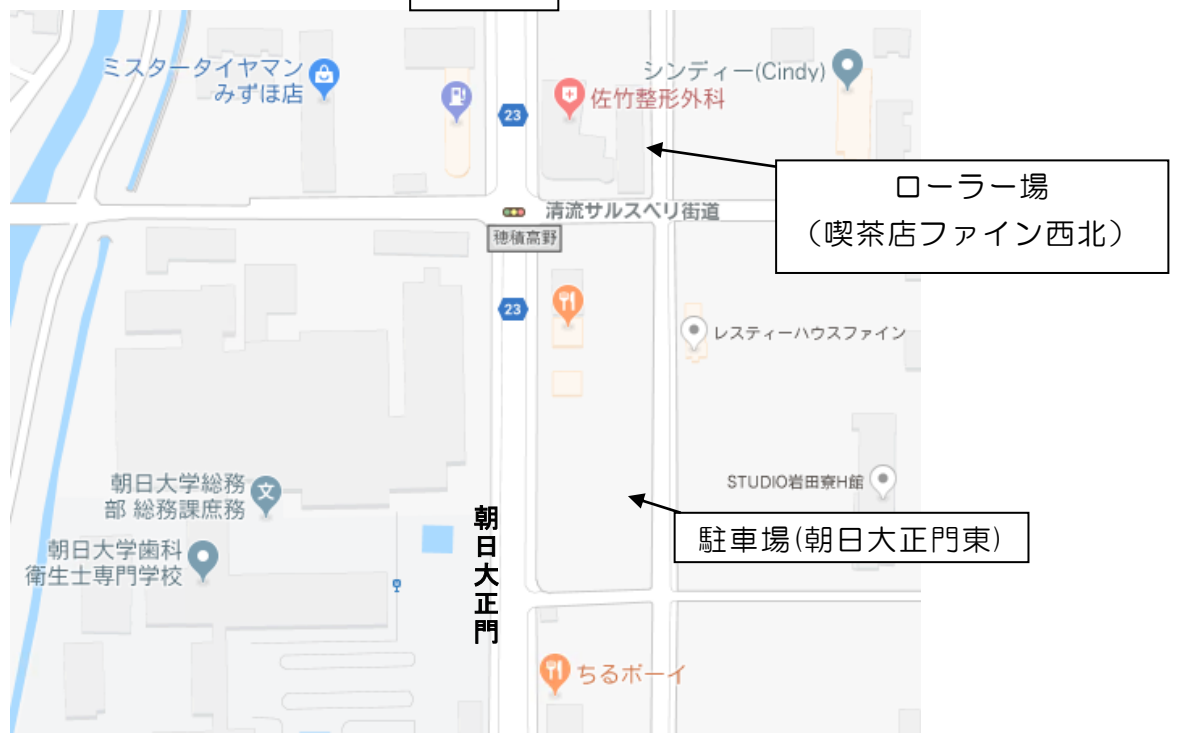 ミスタータイヤマン
みずほ店
シンディー(Cindy)
佐竹整形外科
23
ローラー場
（喫茶店ファイン西北）
清流サルスベリ街道
穂積高野
23
レスティーハウスファイン
朝日大学総務
部 総務課庶務
文
STUDIO岩田寮H館
駐車場(朝日大正門東)
朝日大正門
朝日大学歯科
衛生士専門学校
ちるボーイ